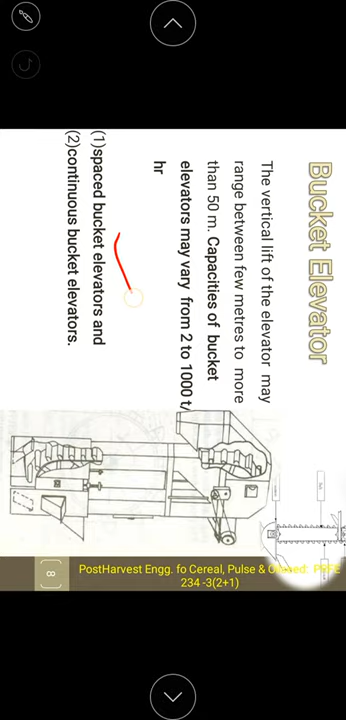 Bucket Elevator
The vertical lift of the elevator may
range between few metres to more
than 50 m. Capacities of bucket
elevators may vary from 2 to 1000 t/
hr
(1)spaced bucket elevators and
(2)continuous bucket elevators.
PostHarvest Engg. fo Cereal, Pulse & PFE
234 -3(2+1)
8